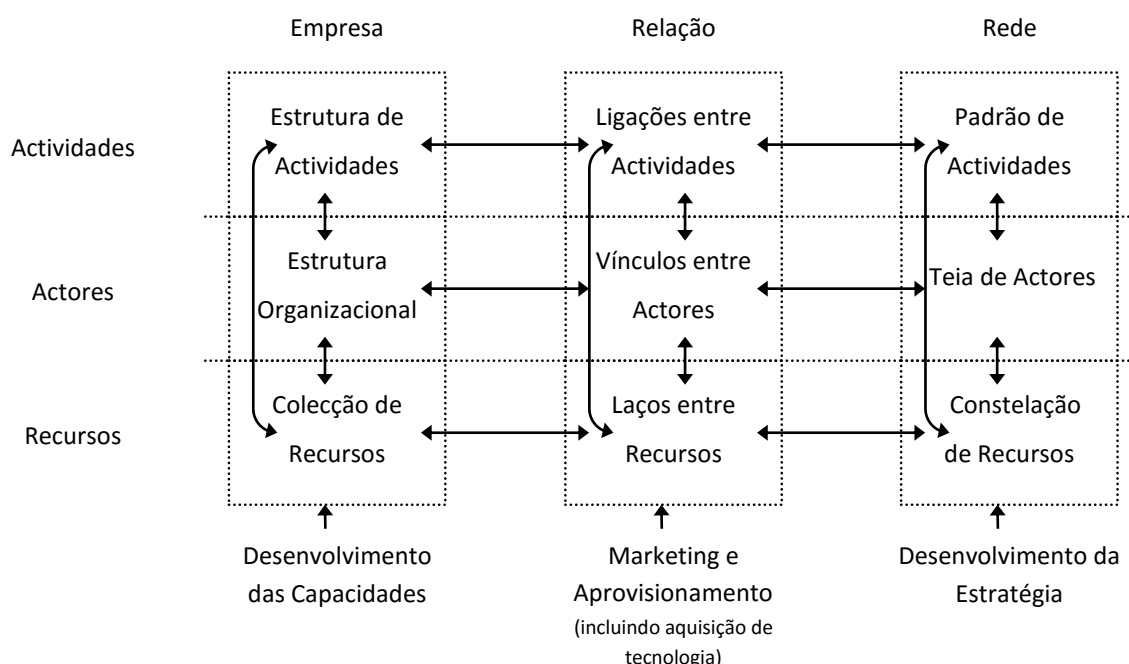 Empresa
Relação
Rede
Actividades
Estrutura de
Actividades
Ligações entre
Actividades
Padrão de
Actividades
Actores
Estrutura
Organizacional
Vínculos entre
Actores
Teia de Actores
Recursos
Colecção de
Recursos
Laços entre
Recursos
Constelação
de Recursos
Desenvolvimento
das Capacidades
Marketing e
Aprovisionamento
(incluindo aquisição de
tecnologia)
Desenvolvimento da
Estratégia